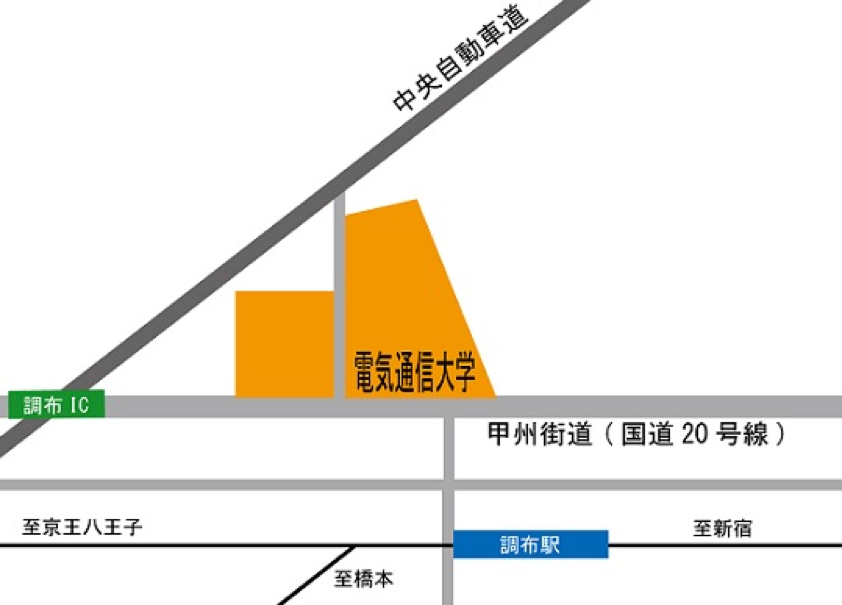 中央自動車道
電気通信大学
調布 IC
甲州街道（国道 20 号線）
至京王八王子
至新宿
調布駅
至橋本